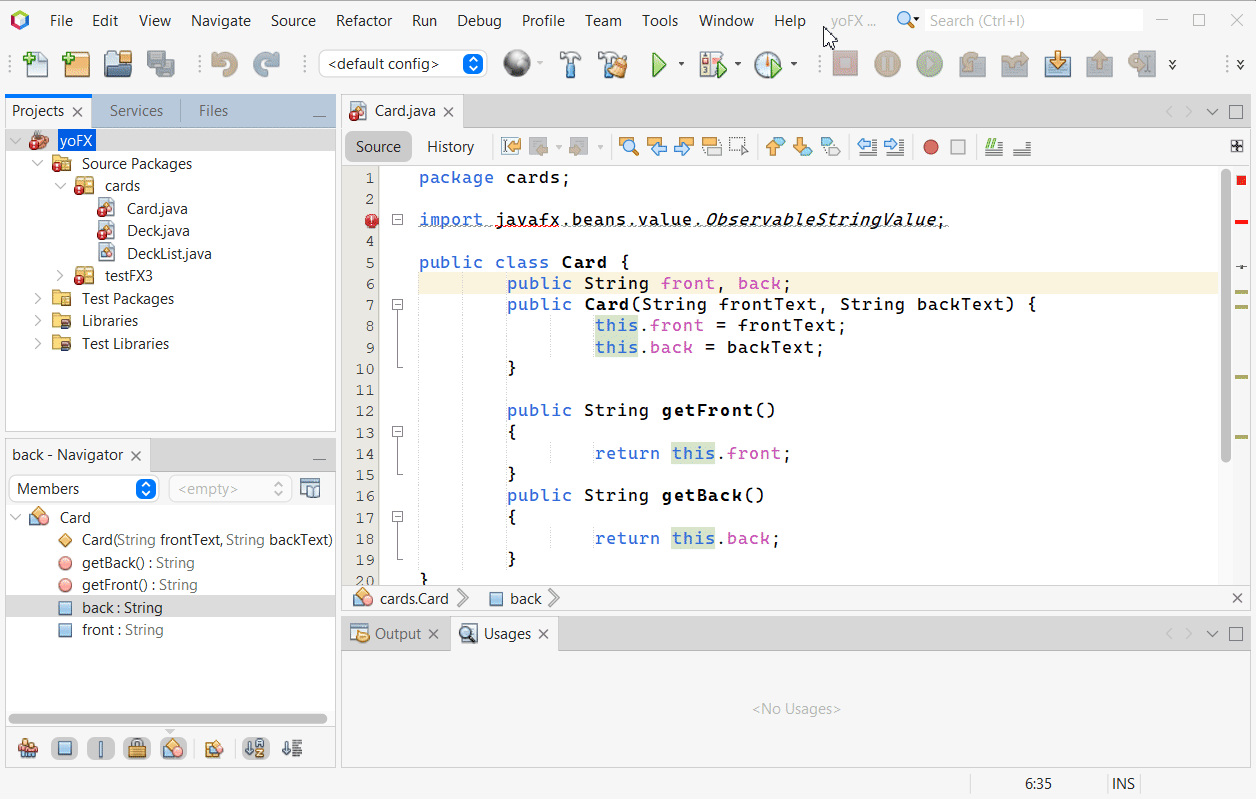 File Edit View Navigate Source Refactor Run Debug Profile Team Tools Window Help yoFX ... Search (Ctrl+I)
<default config>
Projects Services Files
yoFX
Source Packages
cards
Card.java
Deck.java
DeckList.java
testFX3
Test Packages
Libraries
Test Libraries
back - Navigator
Members <empty>
Card
Card(String frontText, String backText)
getBack() : String
getFront() : String
back : String
front : String
Card.java
Source History
1 package cards;
2
import javafx.beans.value.ObservableStringValue;
4
5 public class Card {
6 public String front, back;
7 public Card(String frontText, String backText) {
8 this.front = frontText;
9 this.back = backText;
10 }
11
12 public String getFront()
13 {
14 return this.front;
15 }
16 public String getBack()
17 {
18 return this.back;
19 }
20 }
cards.Card back
Output Usages
<No Usages>
6:35 INS